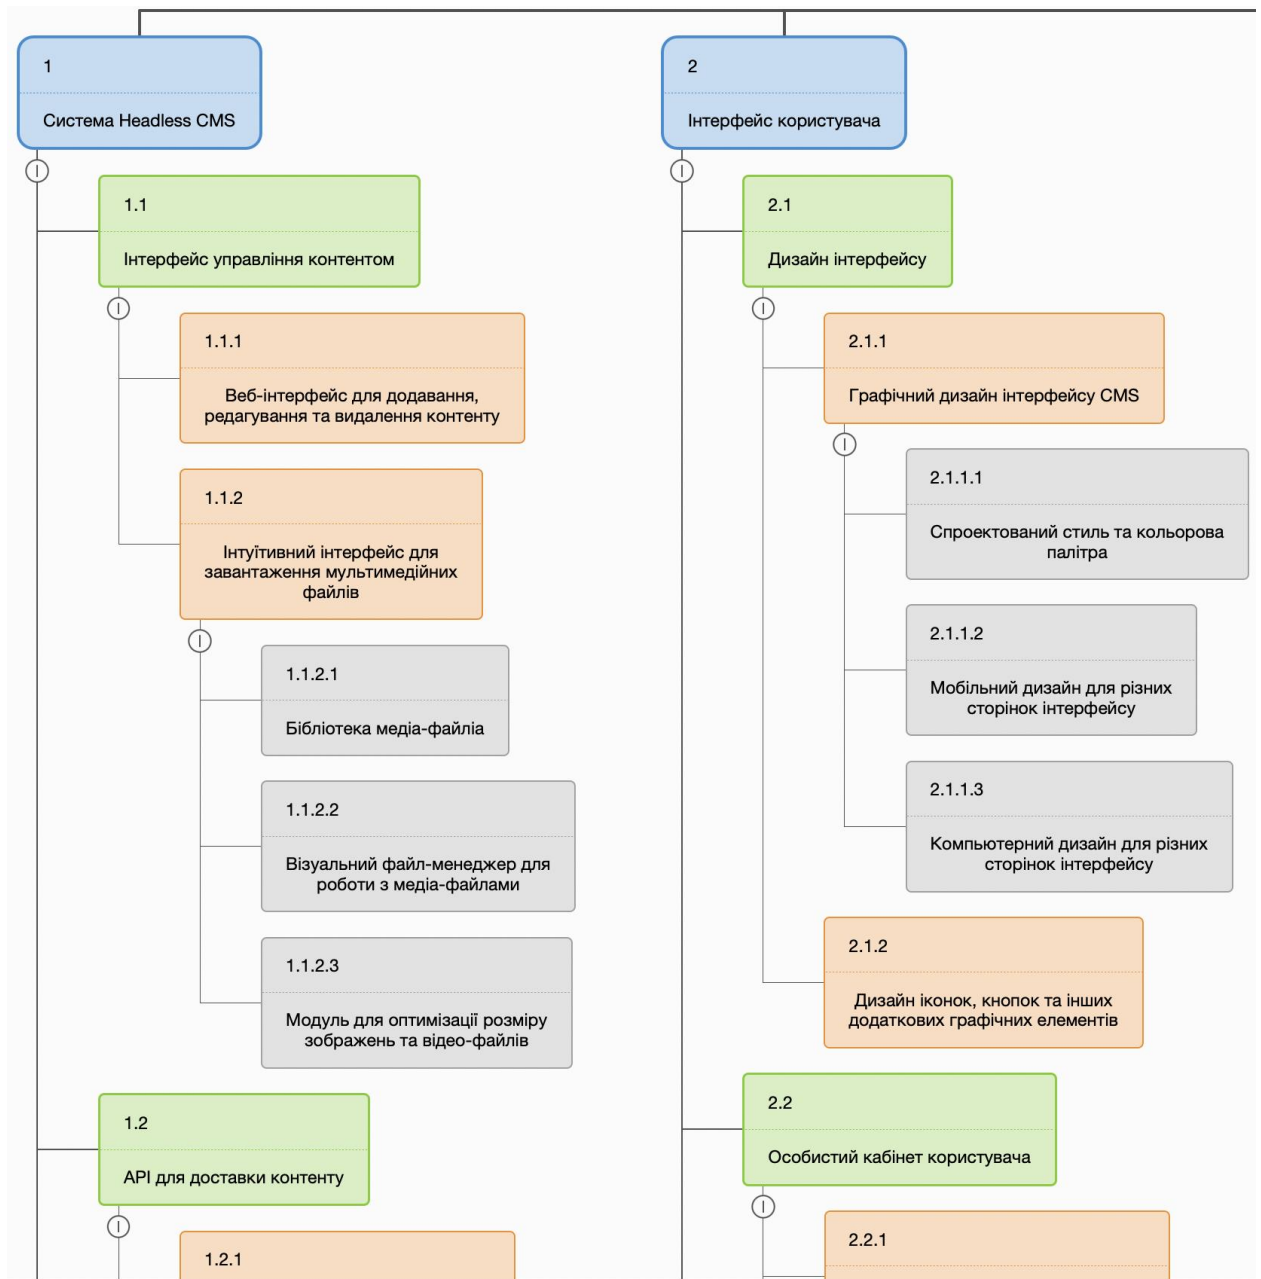 1
Система Headless CMS
1.1
Інтерфейс управління контентом
1.1.1
Веб-інтерфейс для додавання,
редагування та видалення контенту
1.1.2
Інтуїтивний інтерфейс для
завантаження мультимедійних
файлів
1.1.2.1
Бібліотека медіа-файліа
1.1.2.2
Візуальний файл-менеджер для
роботи з медіа-файлами
1.1.2.3
Модуль для оптимізації розміру
зображень та відео-файлів
1.2
API для доставки контенту
1.2.1
2
Інтерфейс користувача
2.1
Дизайн інтерфейсу
2.1.1
Графічний дизайн інтерфейсу CMS
2.1.1.1
Спроектований стиль та кольорова
палітра
2.1.1.2
Мобільний дизайн для різних
сторінок інтерфейсу
2.1.1.3
Компьютерний дизайн для різних
сторінок інтерфейсу
2.1.2
Дизайн іконок, кнопок та інших
додаткових графічних елементів
2.2
Особистий кабінет користувача
2.2.1